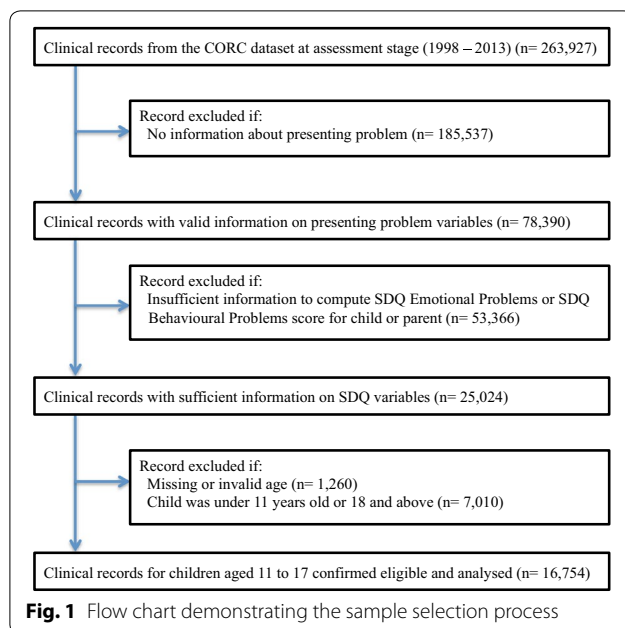 Clinical records from the CORC dataset at assessment stage (1998 – 2013) (n= 263,927)
Record excluded if:
No information about presenting problem (n= 185,537)
Clinical records with valid information on presenting problem variables (n= 78,390)
Record excluded if:
Insufficient information to compute SDQ Emotional Problems or SDQ
Behavioural Problems score for child or parent (n= 53,366)
Clinical records with sufficient information on SDQ variables (n= 25,024)
Record excluded if:
Missing or invalid age (n= 1,260)
Child was under 11 years old or 18 and above (n= 7,010)
Clinical records for children aged 11 to 17 confirmed eligible and analysed (n= 16,754)
Fig. 1 Flow chart demonstrating the sample selection process